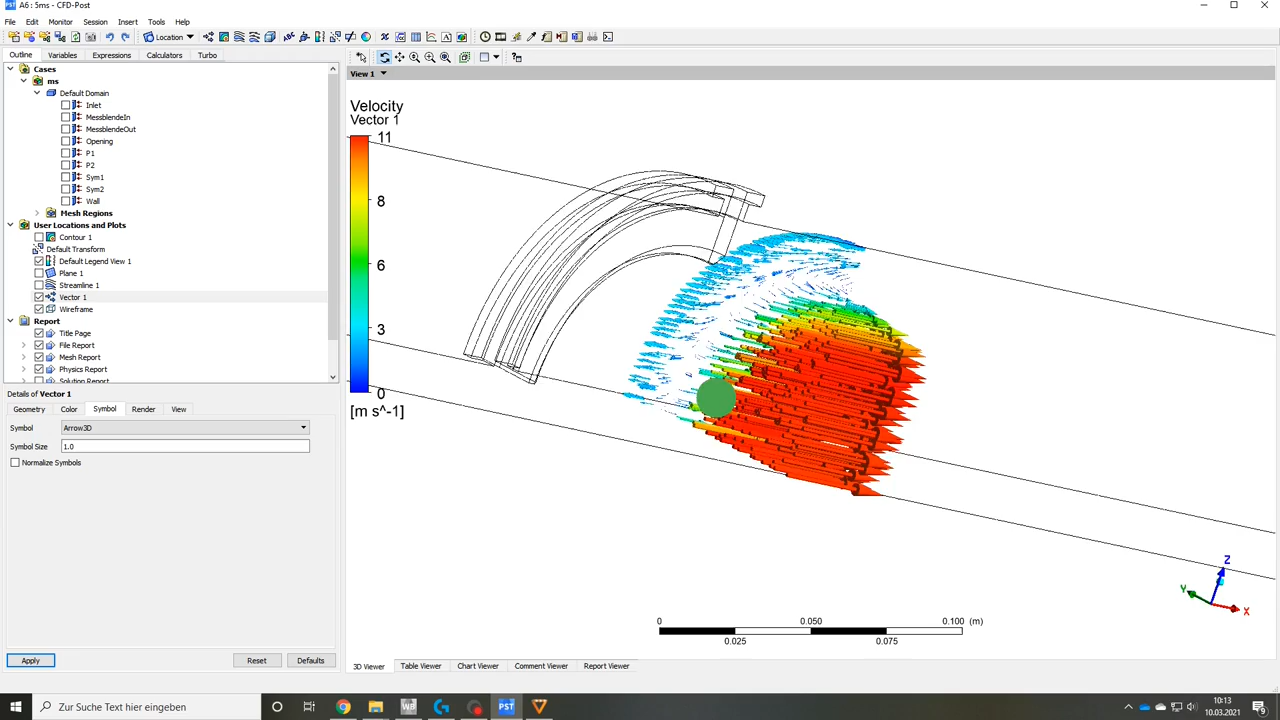 A6 : 5ms - CFD-Post
File Edit Monitor Session Insert Tools Help
Location
Outline Variables Expressions Calculators Turbo
Cases
ms
Default Domain
Inlet
MessblendeIn
MessblendeOut
Opening
P1
P2
Sym1
Sym2
Wall
Mesh Regions
User Locations and Plots
Contour 1
Default Transform
Default Legend View 1
Plane 1
Streamline 1
Vector 1
Wireframe
Report
Title Page
File Report
Mesh Report
Physics Report
Solution Report
Details of Vector 1
Geometry Color Symbol Render View
Symbol Arrow3D
Symbol Size 1.0
Normalize Symbols
Apply Reset Defaults
View 1
Velocity
Vector 1
11
8
6
3
0
[m s^-1]
0 0.050 0.100 (m)
0.025 0.075
Z
Y
X
3D Viewer Table Viewer Chart Viewer Comment Viewer Report Viewer
Zur Suche Text hier eingeben
WB
PST
10:13
10.03.2021